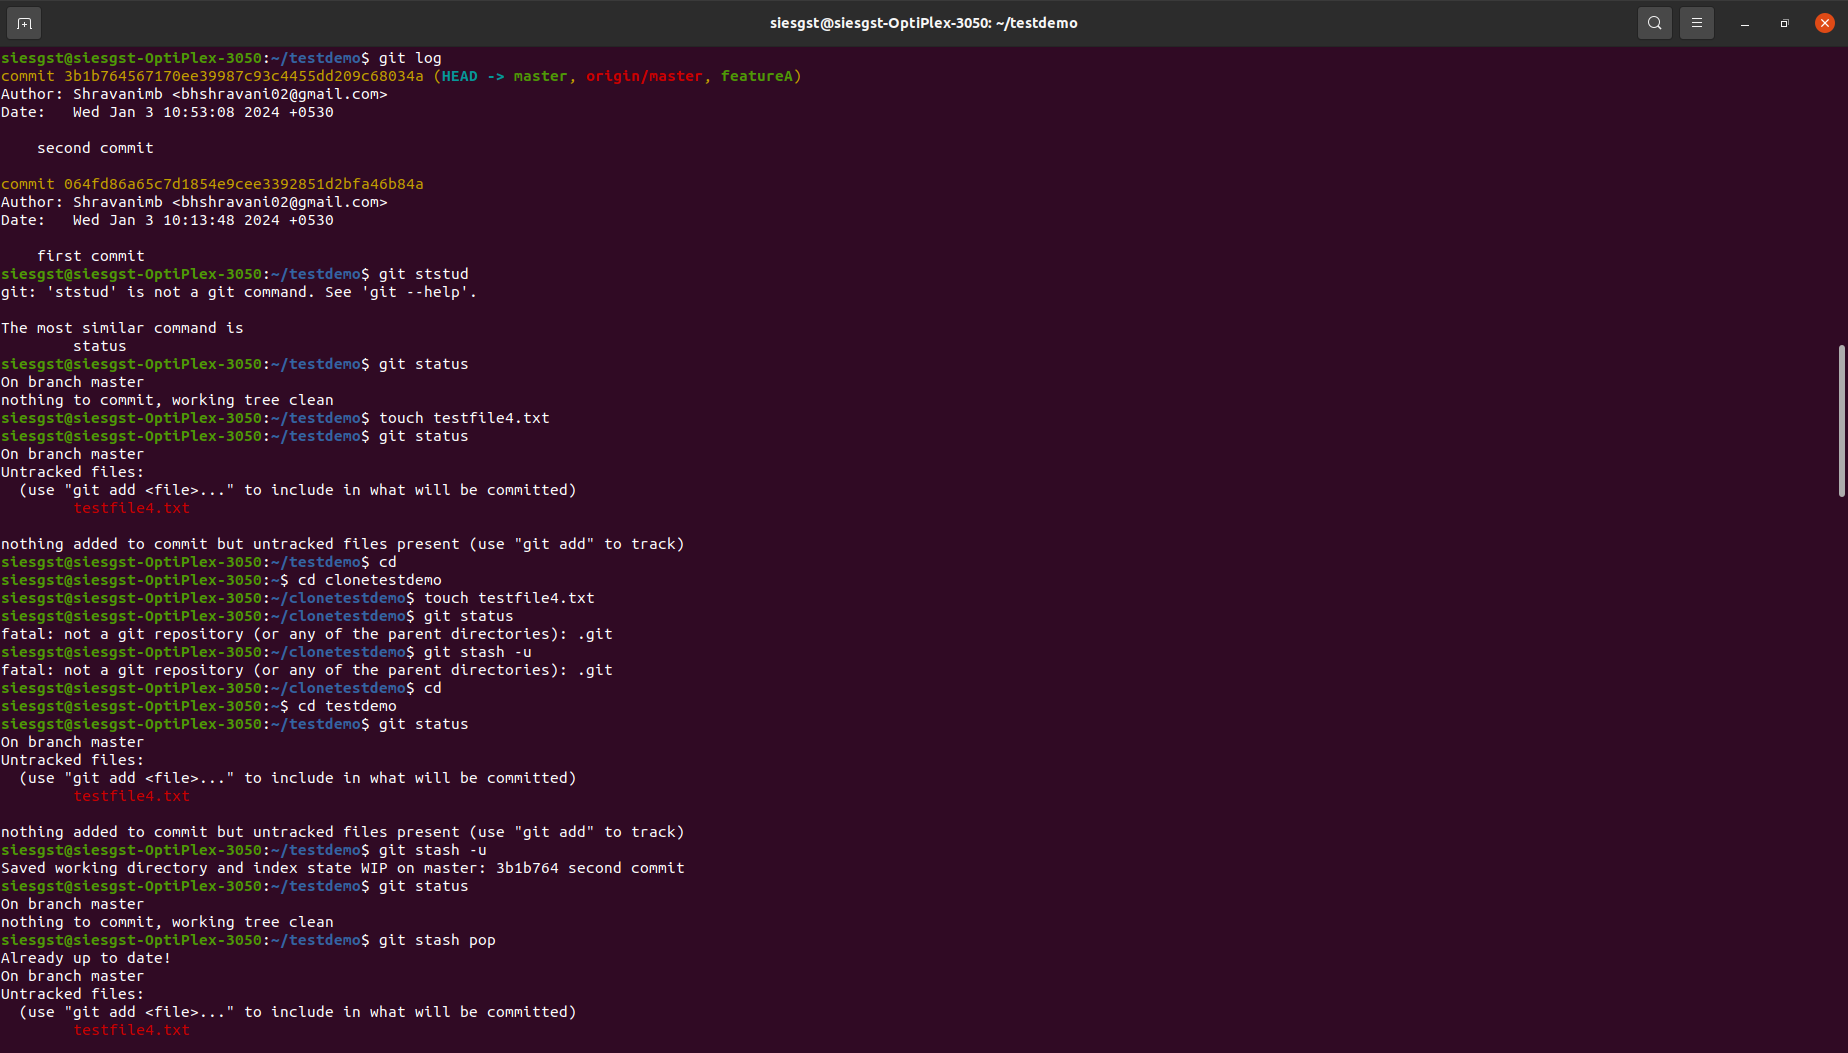 siesgst@siesgst-OptiPlex-3050: ~/testdemo
siesgst@siesgst-OptiPlex-3050:~/testdemo$ git log
commit 3b1b764567170ee39987c93c4455dd209c68034a (HEAD -> master, origin/master, featureA)
Author: Shravanimb <bhshravani02@gmail.com>
Date:   Wed Jan 3 10:53:08 2024 +0530
    second commit
commit 064fd86a65c7d1854e9cee3392851d2bfa46b84a
Author: Shravanimb <bhshravani02@gmail.com>
Date:   Wed Jan 3 10:13:48 2024 +0530
    first commit
siesgst@siesgst-OptiPlex-3050:~/testdemo$ git ststud
git: 'ststud' is not a git command. See 'git --help'.
The most similar command is
        status
siesgst@siesgst-OptiPlex-3050:~/testdemo$ git status
On branch master
nothing to commit, working tree clean
siesgst@siesgst-OptiPlex-3050:~/testdemo$ touch testfile4.txt
siesgst@siesgst-OptiPlex-3050:~/testdemo$ git status
On branch master
Untracked files:
  (use "git add <file>..." to include in what will be committed)
        testfile4.txt
nothing added to commit but untracked files present (use "git add" to track)
siesgst@siesgst-OptiPlex-3050:~/testdemo$ cd
siesgst@siesgst-OptiPlex-3050:~$ cd clonetestdemo
siesgst@siesgst-OptiPlex-3050:~/clonetestdemo$ touch testfile4.txt
siesgst@siesgst-OptiPlex-3050:~/clonetestdemo$ git status
fatal: not a git repository (or any of the parent directories): .git
siesgst@siesgst-OptiPlex-3050:~/clonetestdemo$ git stash -u
fatal: not a git repository (or any of the parent directories): .git
siesgst@siesgst-OptiPlex-3050:~/clonetestdemo$ cd
siesgst@siesgst-OptiPlex-3050:~$ cd testdemo
siesgst@siesgst-OptiPlex-3050:~/testdemo$ git status
On branch master
Untracked files:
  (use "git add <file>..." to include in what will be committed)
        testfile4.txt
nothing added to commit but untracked files present (use "git add" to track)
siesgst@siesgst-OptiPlex-3050:~/testdemo$ git stash -u
Saved working directory and index state WIP on master: 3b1b764 second commit
siesgst@siesgst-OptiPlex-3050:~/testdemo$ git status
On branch master
nothing to commit, working tree clean
siesgst@siesgst-OptiPlex-3050:~/testdemo$ git stash pop
Already up to date!
On branch master
Untracked files:
  (use "git add <file>..." to include in what will be committed)
        testfile4.txt